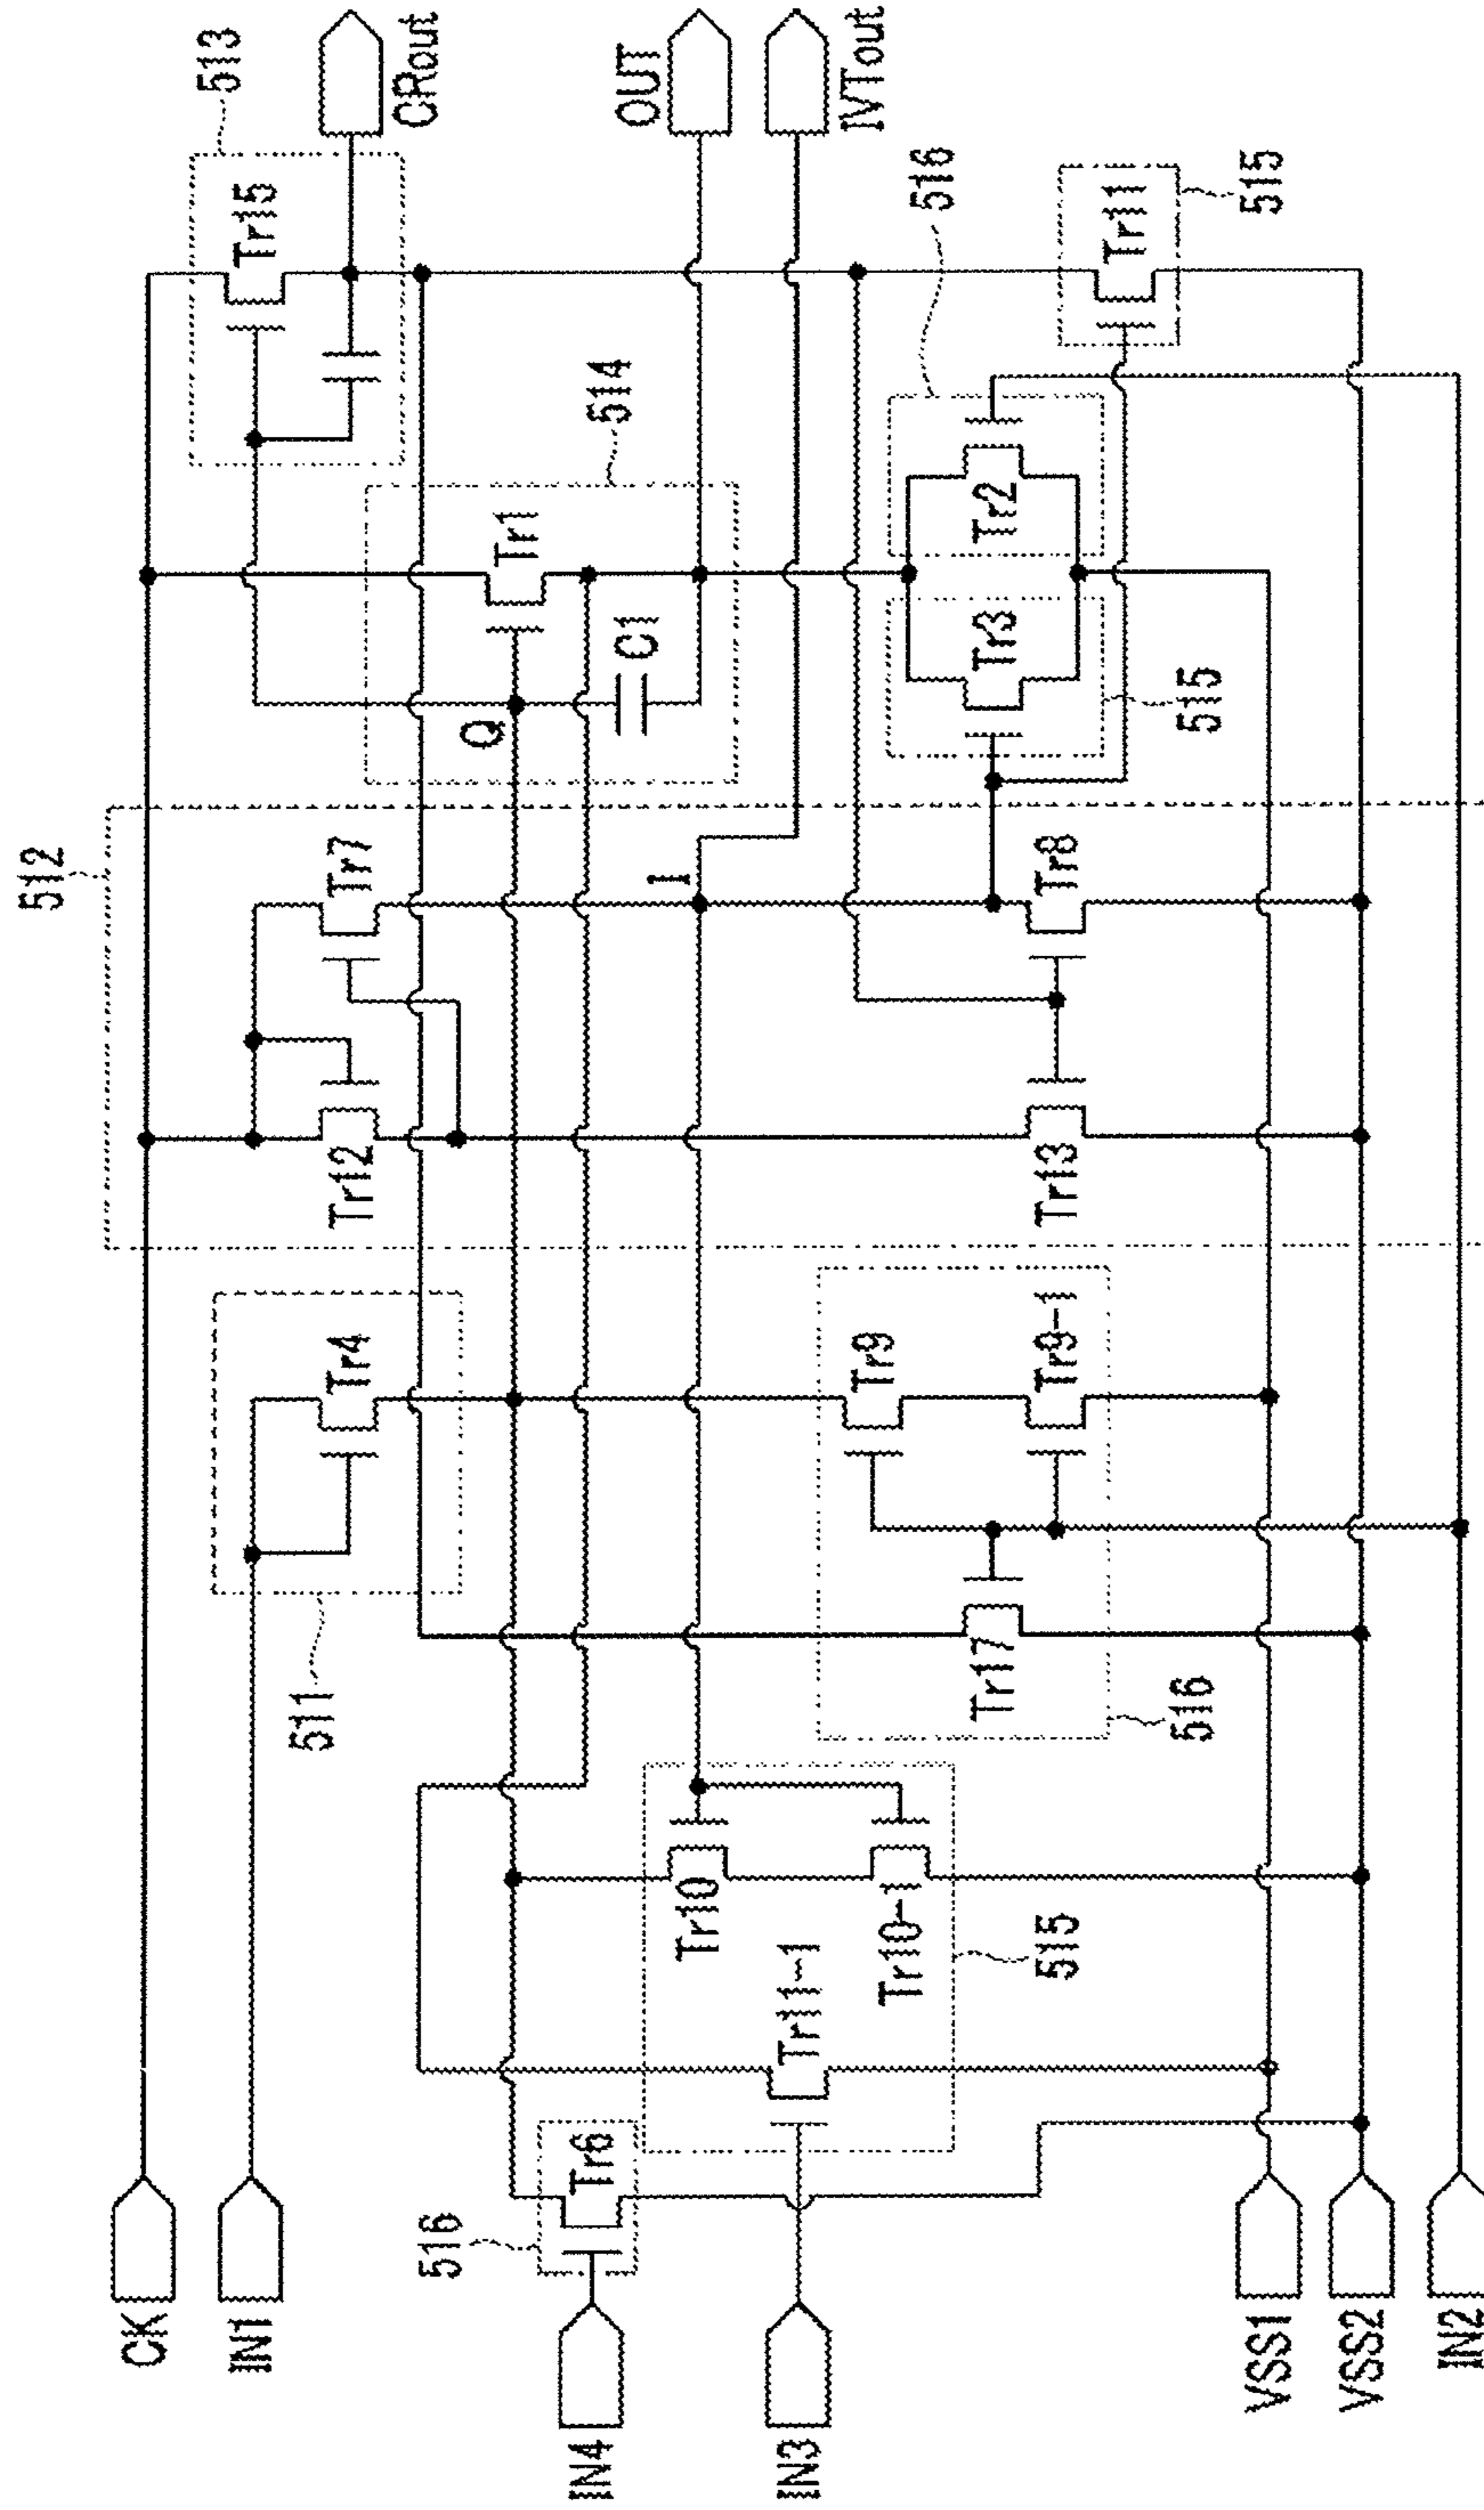 512
513
Tr15
CRout
514
Tr1
Q
C1
OUT
IVTout
516
Tr2
Tr3
515
Tr11
515
Tr7
I
Tr8
Tr12
Tr13
511
Tr4
Tr9
Tr9-1
Tr17
516
Tr10
Tr10-1
Tr11-1
515
516
Tr6
CK
IN1
IN4
IN3
VSS1
VSS2
IN2